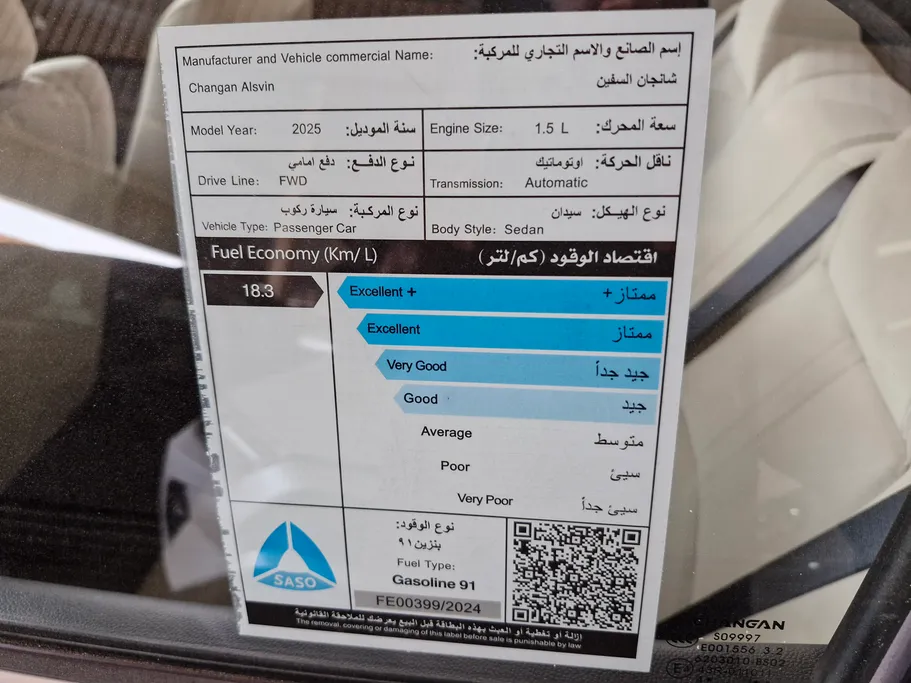 Manufacturer and Vehicle commercial Name: إسم الصانع والاسم التجاري للمركبة:
Changan Alsvin شانجان السفين
Model Year: 2025 سنة الموديل:
Engine Size: 1.5 L سعة المحرك:
نوع الدفع: دفع امامي
Drive Line: FWD
ناقل الحركة: اوتوماتيك
Transmission: Automatic
نوع المركبة: سيارة ركوب
Vehicle Type: Passenger Car
نوع الهيكل: سيدان
Body Style: Sedan
Fuel Economy (Km/ L) اقتصاد الوقود (كم/لتر)
18.3
Excellent + ممتاز +
Excellent ممتاز
Very Good جيد جداً
Good جيد
Average متوسط
Poor سيئ
Very Poor سيئ جداً
SASO
نوع الوقود:
بنزين ٩١
Fuel Type:
Gasoline 91
FE00399/2024
إزالة او تغطية او العبث بهذه البطاقة قبل البيع يعرضك للملاحقة القانونية
The removal, covering or damaging of this label before sale is punishable by law
CHANGAN
S09997
E001556 3.2